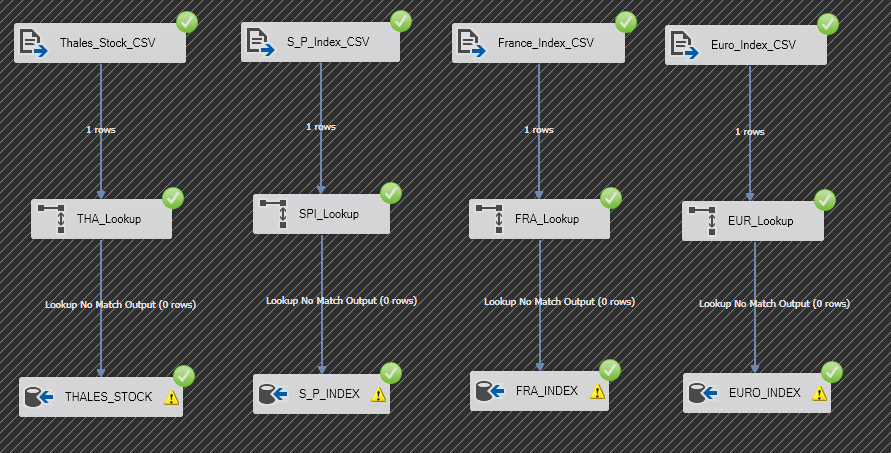 Thales_Stock_CSV
S_P_Index_CSV
France_Index_CSV
Euro_Index_CSV
1 rows
1 rows
1 rows
1 rows
THA_Lookup
SPI_Lookup
FRA_Lookup
EUR_Lookup
Lookup No Match Output (0 rows)
Lookup No Match Output (0 rows)
Lookup No Match Output (0 rows)
Lookup No Match Output (0 rows)
THALES_STOCK
S_P_INDEX
FRA_INDEX
EURO_INDEX